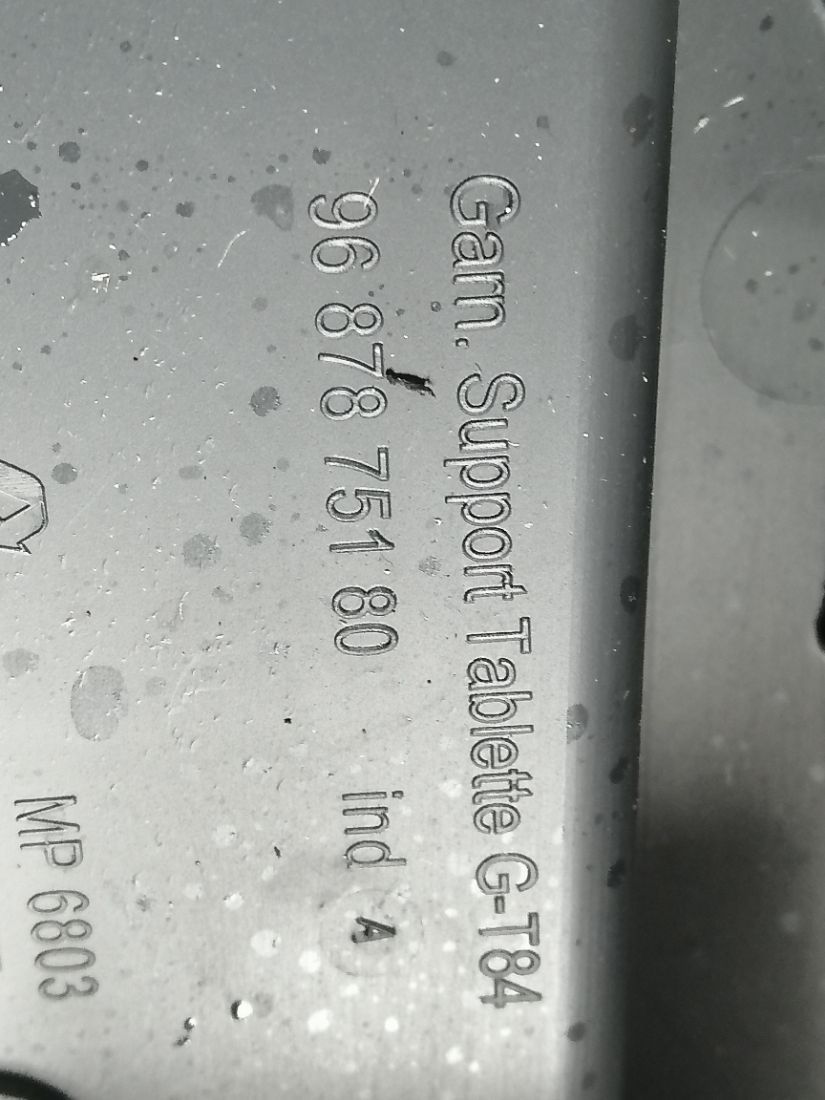 Garn. Support Tablette G-T84
96 878 751 80 ind A
MP 6803